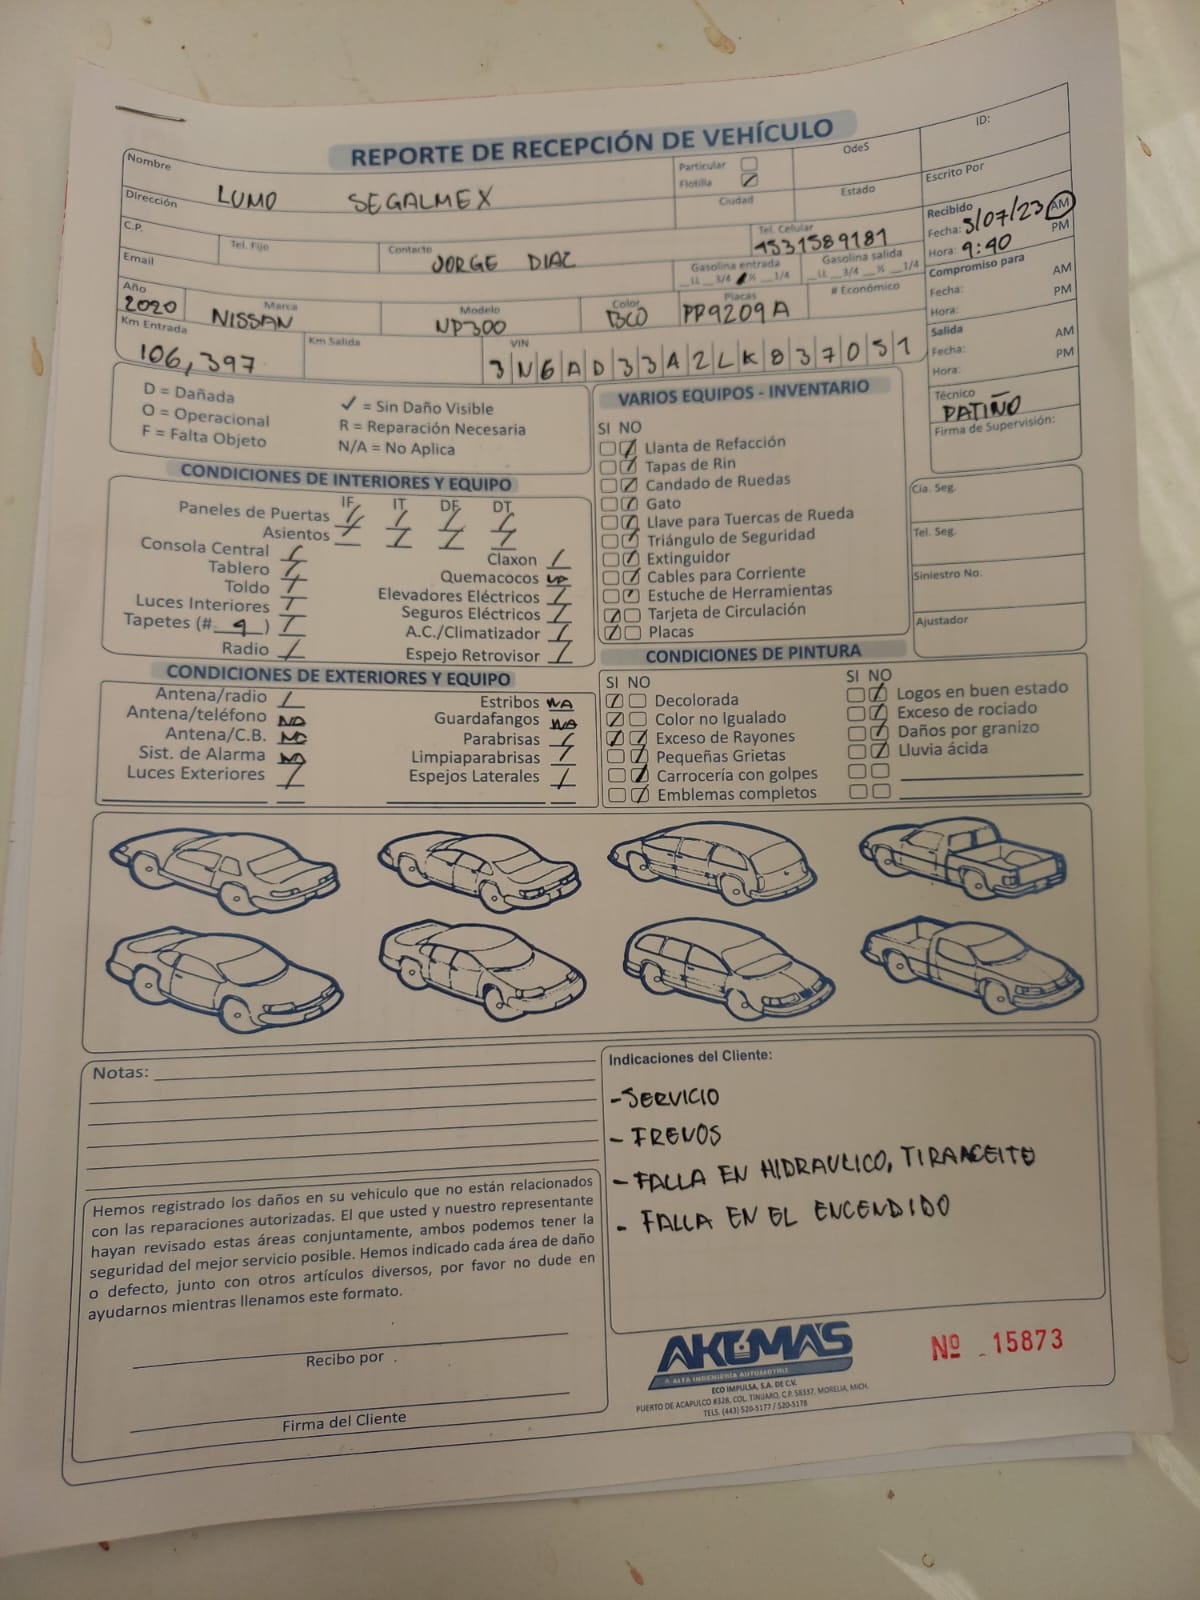 REPORTE DE RECEPCIÓN DE VEHÍCULO
ID:
Nombre LUMO SEGALMEX
Particular
Flotilla
OdeS
Escrito Por
Dirección
Ciudad
Estado
Recibido
Fecha: 5/07/23 AM
Hora: 9:40 PM
C.P.
Tel. Fijo
Contacto JORGE DIAZ
Tel. Celular 4531589181
Email
Gasolina entrada
_LL _3/4 _½ _1/4
Gasolina salida
_LL _3/4 _½ _1/4
Compromiso para
Fecha: AM
Hora: PM
Año 2020
Marca NISSAN
Modelo NP300
Color BCO
Placas PP9209A
# Económico
Km Entrada 106,397
Km Salida
VIN 3N6AD33A2LK837051
Salida
Fecha: AM
Hora: PM
Técnico PATIÑO
Firma de Supervisión:
D = Dañada
O = Operacional
F = Falta Objeto
✓ = Sin Daño Visible
R = Reparación Necesaria
N/A = No Aplica
CONDICIONES DE INTERIORES Y EQUIPO
IF IT DF DT
Paneles de Puertas
Asientos
Consola Central
Tablero
Toldo
Luces Interiores
Tapetes (# 4 )
Radio
Claxon
Quemacocos
Elevadores Eléctricos
Seguros Eléctricos
A.C./Climatizador
Espejo Retrovisor
VARIOS EQUIPOS - INVENTARIO
SI NO
Llanta de Refacción
Tapas de Rin
Candado de Ruedas
Gato
Llave para Tuercas de Rueda
Triángulo de Seguridad
Extinguidor
Cables para Corriente
Estuche de Herramientas
Tarjeta de Circulación
Placas
Cía. Seg.
Tel. Seg.
Siniestro No.
Ajustador
CONDICIONES DE EXTERIORES Y EQUIPO
Antena/radio
Antena/teléfono
Antena/C.B.
Sist. de Alarma
Luces Exteriores
Estribos NA
Guardafangos NA
Parabrisas
Limpiaparabrisas
Espejos Laterales
CONDICIONES DE PINTURA
SI NO
Decolorada
Color no Igualado
Exceso de Rayones
Pequeñas Grietas
Carrocería con golpes
Emblemas completos
SI NO
Logos en buen estado
Exceso de rociado
Daños por granizo
Lluvia ácida
Notas:
Indicaciones del Cliente:
-SERVICIO
- FRENOS
- FALLA EN HIDRAULICO, TIRA ACEITE
- FALLA EN EL ENCENDIDO
Hemos registrado los daños en su vehiculo que no están relacionados
con las reparaciones autorizadas. El que usted y nuestro representante
hayan revisado estas áreas conjuntamente, ambos podemos tener la
seguridad del mejor servicio posible. Hemos indicado cada área de daño
o defecto, junto con otros artículos diversos, por favor no dude en
ayudarnos mientras llenamos este formato.
Recibo por
Firma del Cliente
AKUMA'S
ALTA INGENIERÍA AUTOMOTRIZ
ECO IMPULSA, S.A. DE C.V.
PUERTO DE ACAPULCO #328, COL. TINIJARO, C.P. 58337, MORELIA, MICH.
TELS. (443) 520-5177 / 520-5178
Nº 15873